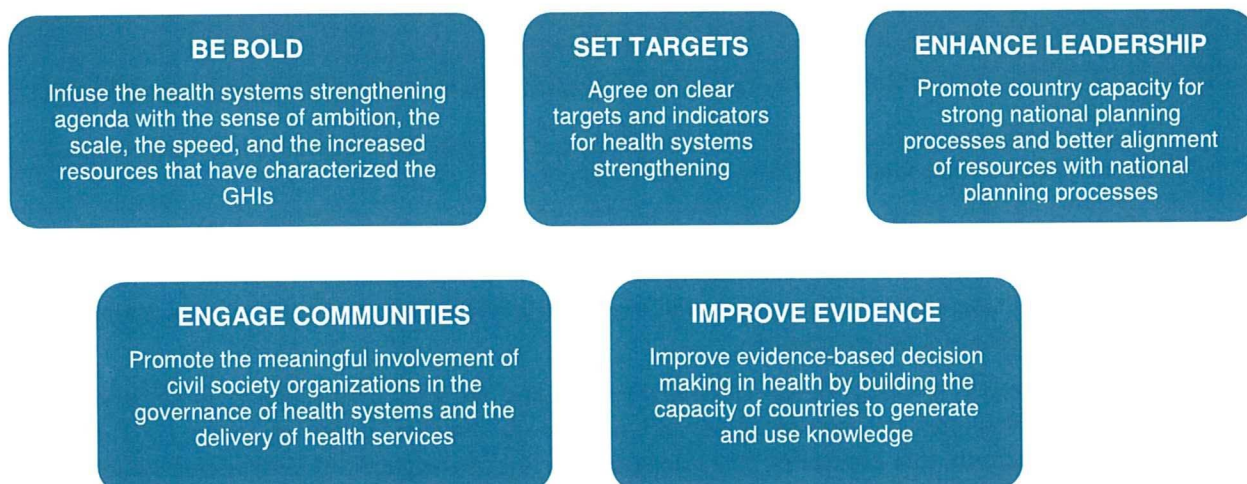 BE BOLD
Infuse the health systems strengthening
agenda with the sense of ambition, the
scale, the speed, and the increased
resources that have characterized the
GHIs
SET TARGETS
Agree on clear
targets and indicators
for health systems
strengthening
ENHANCE LEADERSHIP
Promote country capacity for
strong national planning
processes and better alignment
of resources with national
planning processes
ENGAGE COMMUNITIES
Promote the meaningful involvement of
civil society organizations in the
governance of health systems and the
delivery of health services
IMPROVE EVIDENCE
Improve evidence-based decision
making in health by building the
capacity of countries to generate
and use knowledge